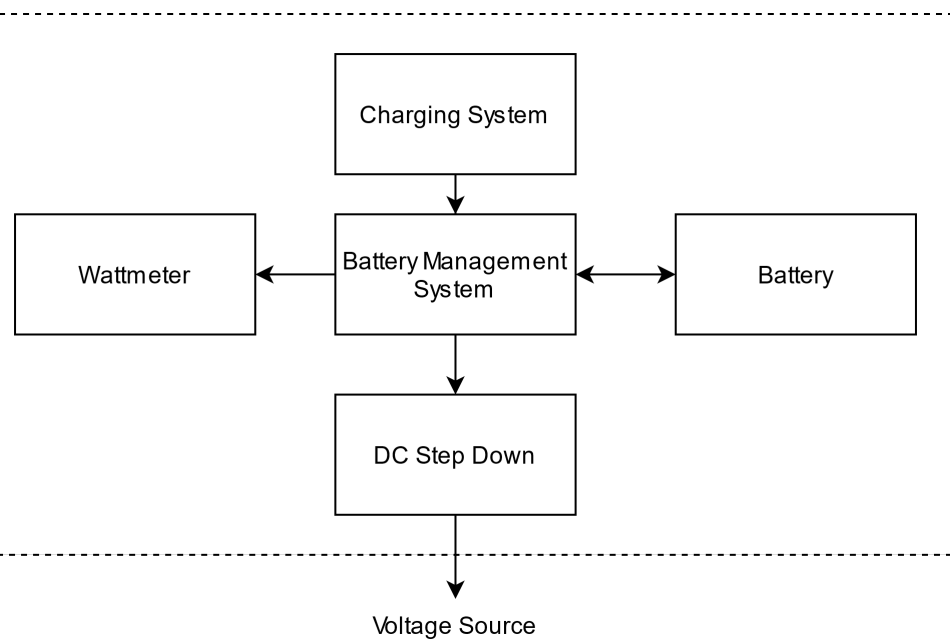 Charging System
Wattmeter
Battery Management
System
Battery
DC Step Down
Voltage Source